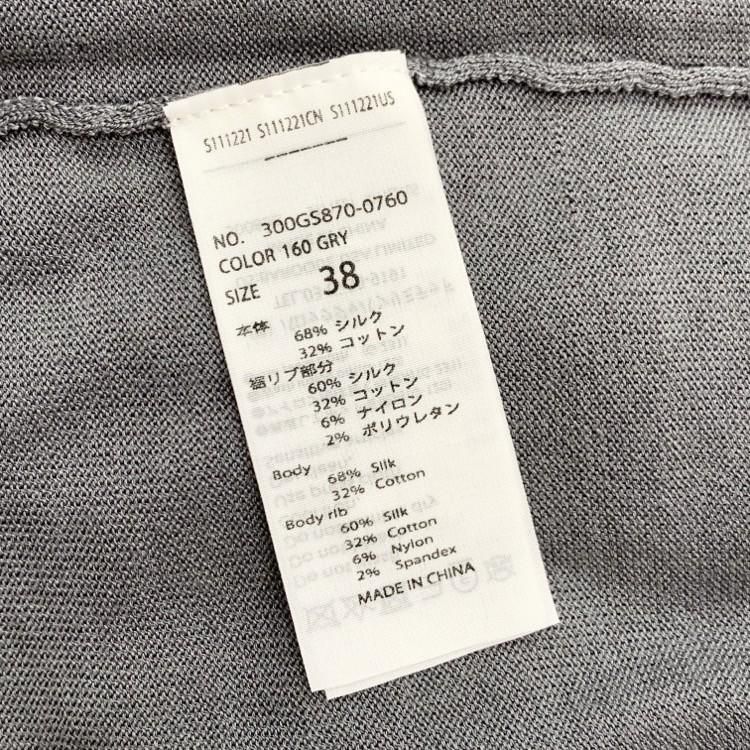 S111221 S111221CN S111221US
NO. 300GS870-0760
COLOR 160 GRY
SIZE 38
本体
68% シルク
32% コットン
裾リブ部分
60% シルク
32% コットン
6% ナイロン
2% ポリウレタン
Body
68% Silk
32% Cotton
Body rib
60% Silk
32% Cotton
6% Nylon
2% Spandex
MADE IN CHINA